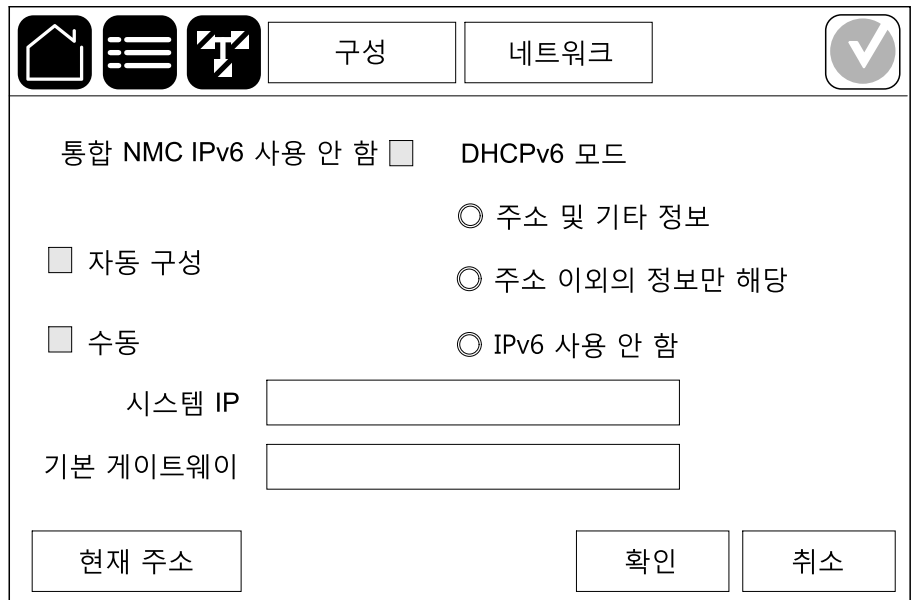 구성 네트워크
통합 NMC IPv6 사용 안 함 DHCPv6 모드
주소 및 기타 정보
자동 구성
주소 이외의 정보만 해당
수동
IPv6 사용 안 함
시스템 IP
기본 게이트웨이
현재 주소 확인 취소